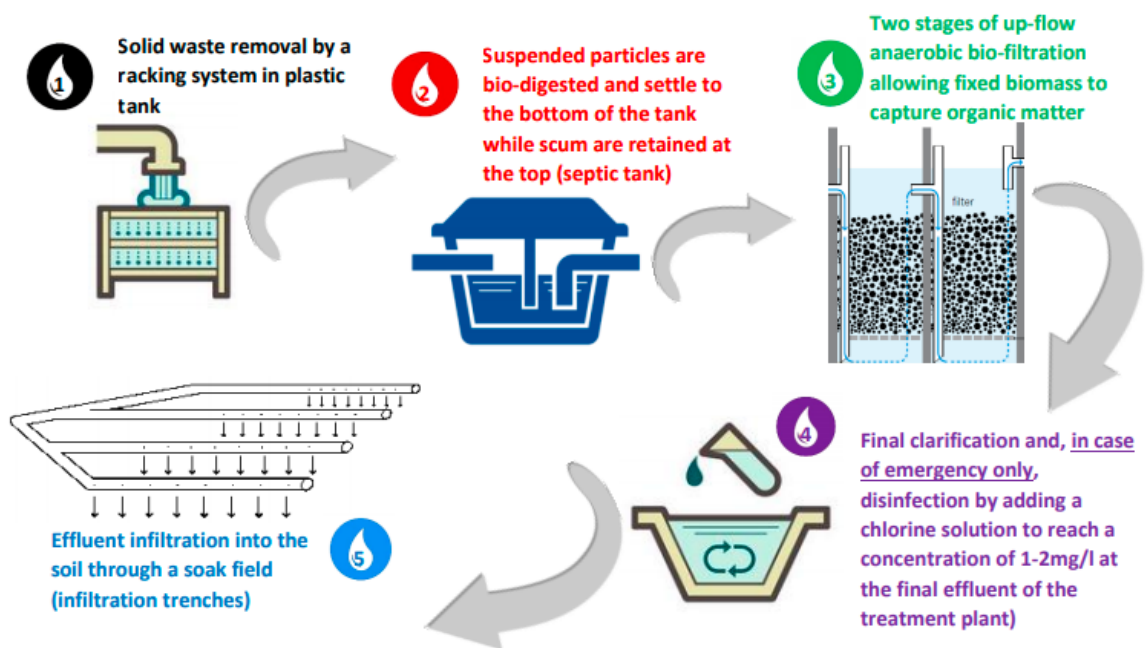 1
Solid waste removal by a
racking system in plastic
tank
2
Suspended particles are
bio-digested and settle to
the bottom of the tank
while scum are retained at
the top (septic tank)
3
Two stages of up-flow
anaerobic bio-filtration
allowing fixed biomass to
capture organic matter
filter
4
Final clarification and, in case
of emergency only,
disinfection by adding a
chlorine solution to reach a
concentration of 1-2mg/l at
the final effluent of the
treatment plant)
5
Effluent infiltration into the
soil through a soak field
(infiltration trenches)